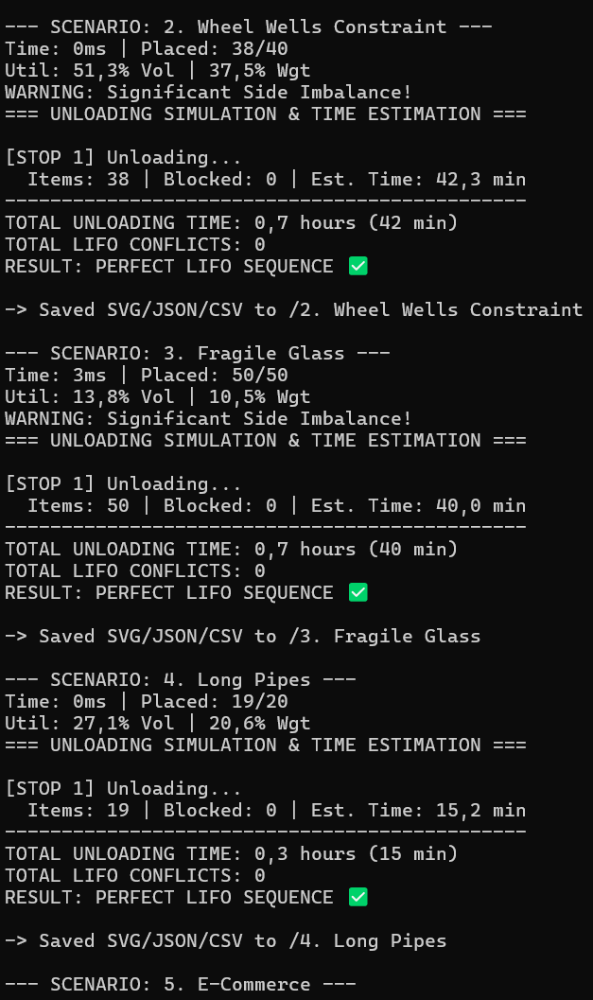 --- SCENARIO: 2. Wheel Wells Constraint ---
Time: 0ms | Placed: 38/40
Util: 51,3% Vol | 37,5% Wgt
WARNING: Significant Side Imbalance!
=== UNLOADING SIMULATION & TIME ESTIMATION ===
[STOP 1] Unloading...
  Items: 38 | Blocked: 0 | Est. Time: 42,3 min
----------------------------------------------
TOTAL UNLOADING TIME: 0,7 hours (42 min)
TOTAL LIFO CONFLICTS: 0
RESULT: PERFECT LIFO SEQUENCE ✅
-> Saved SVG/JSON/CSV to /2. Wheel Wells Constraint
--- SCENARIO: 3. Fragile Glass ---
Time: 3ms | Placed: 50/50
Util: 13,8% Vol | 10,5% Wgt
WARNING: Significant Side Imbalance!
=== UNLOADING SIMULATION & TIME ESTIMATION ===
[STOP 1] Unloading...
  Items: 50 | Blocked: 0 | Est. Time: 40,0 min
----------------------------------------------
TOTAL UNLOADING TIME: 0,7 hours (40 min)
TOTAL LIFO CONFLICTS: 0
RESULT: PERFECT LIFO SEQUENCE ✅
-> Saved SVG/JSON/CSV to /3. Fragile Glass
--- SCENARIO: 4. Long Pipes ---
Time: 0ms | Placed: 19/20
Util: 27,1% Vol | 20,6% Wgt
=== UNLOADING SIMULATION & TIME ESTIMATION ===
[STOP 1] Unloading...
  Items: 19 | Blocked: 0 | Est. Time: 15,2 min
----------------------------------------------
TOTAL UNLOADING TIME: 0,3 hours (15 min)
TOTAL LIFO CONFLICTS: 0
RESULT: PERFECT LIFO SEQUENCE ✅
-> Saved SVG/JSON/CSV to /4. Long Pipes
--- SCENARIO: 5. E-Commerce ---